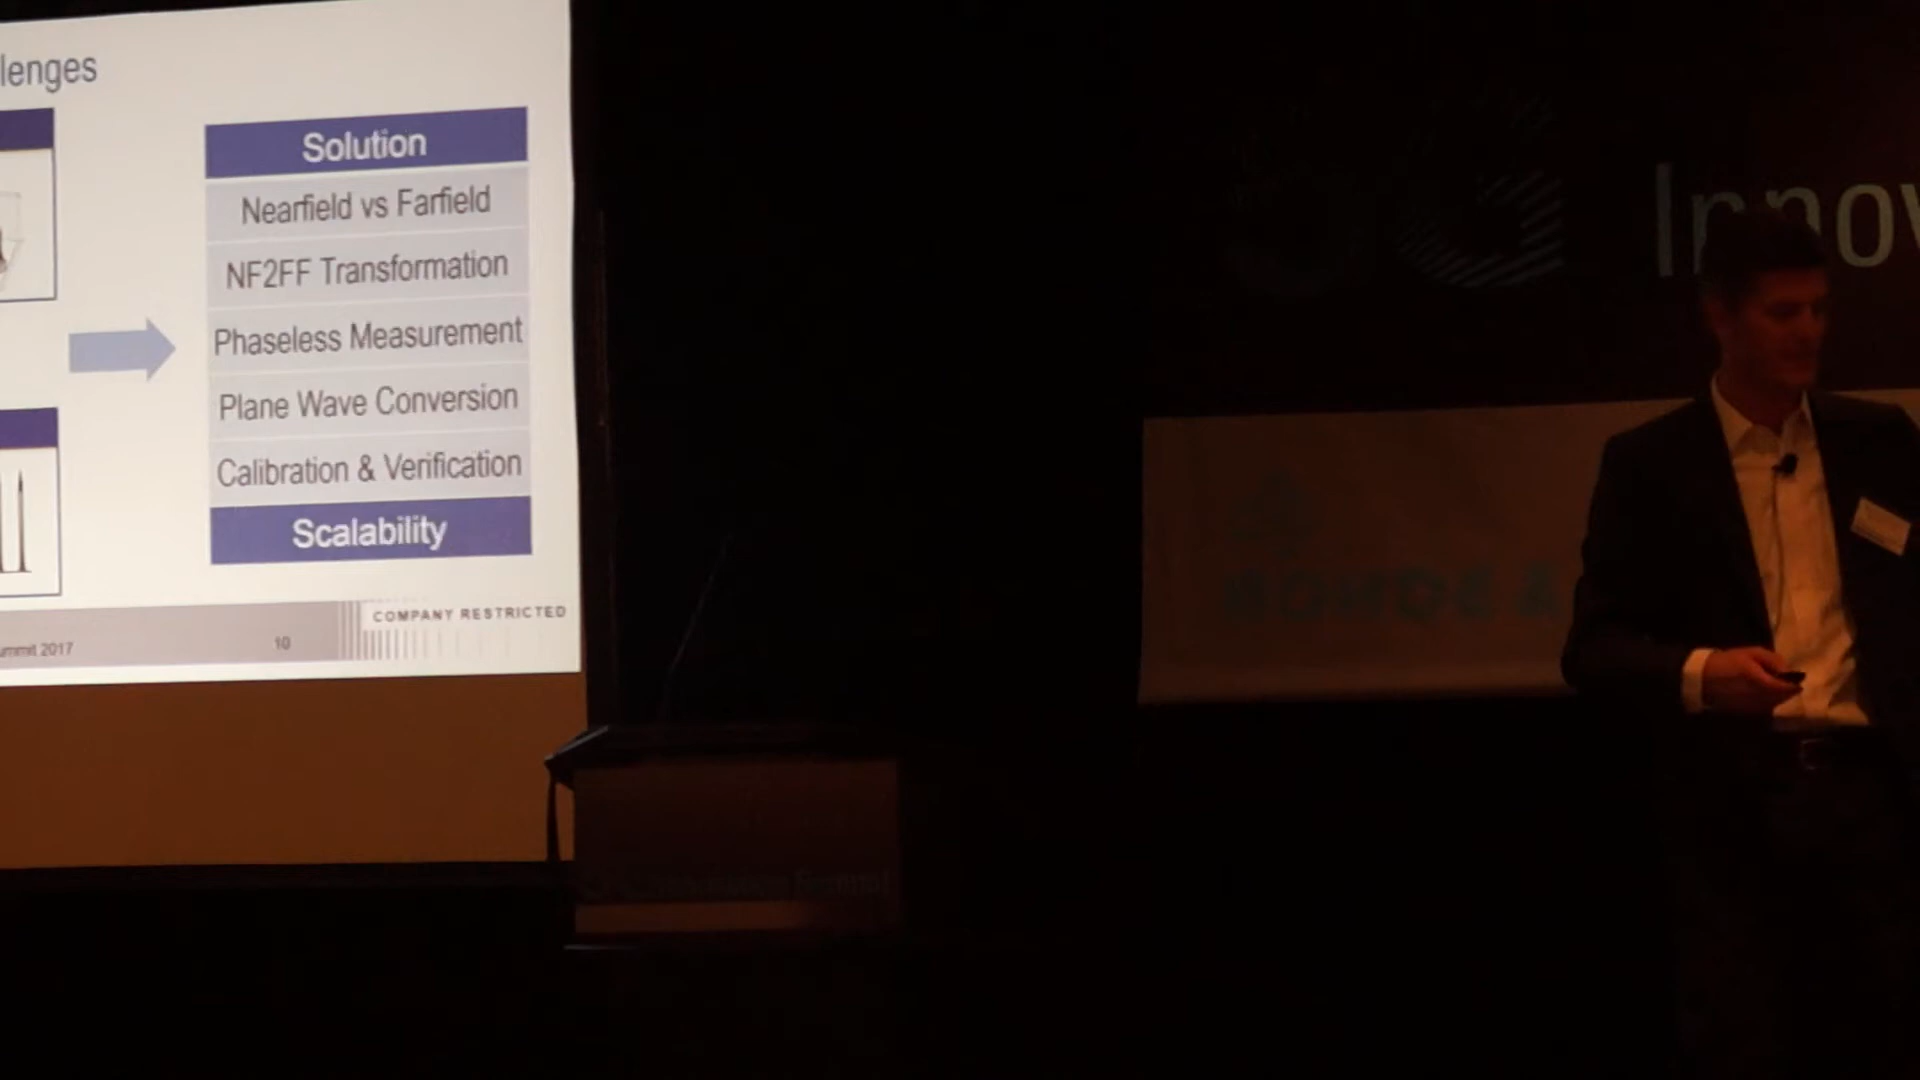 lenges
Solution
Nearfield vs Farfield
NF2FF Transformation
Phaseless Measurement
Plane Wave Conversion
Calibration & Verification
Scalability
COMPANY RESTRICTED
ummit 2017
10
Innov